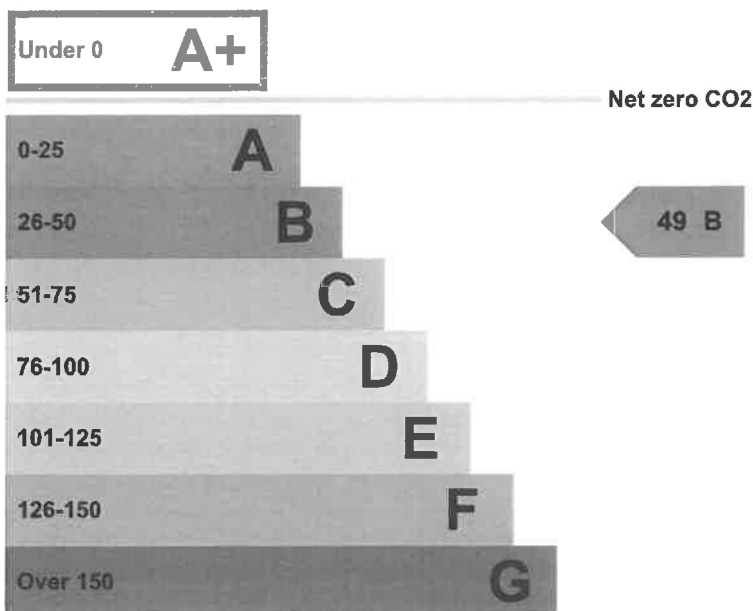 Under 0 A+
Net zero CO2
0-25 A
26-50 B
49 B
51-75 C
76-100 D
101-125 E
126-150 F
Over 150 G